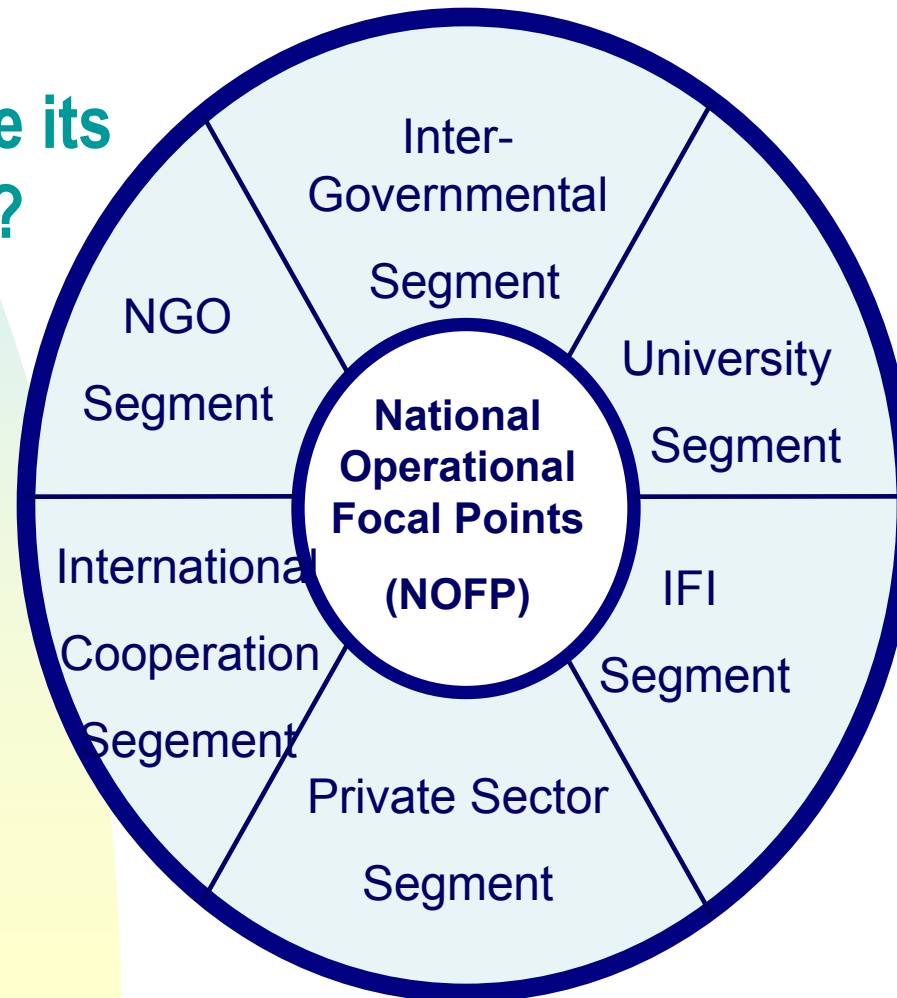 e its
?
Inter-
Governmental
Segment
NGO
Segment
University
Segment
National
Operational
Focal Points
(NOFP)
International
Cooperation
Segement
IFI
Segment
Private Sector
Segment